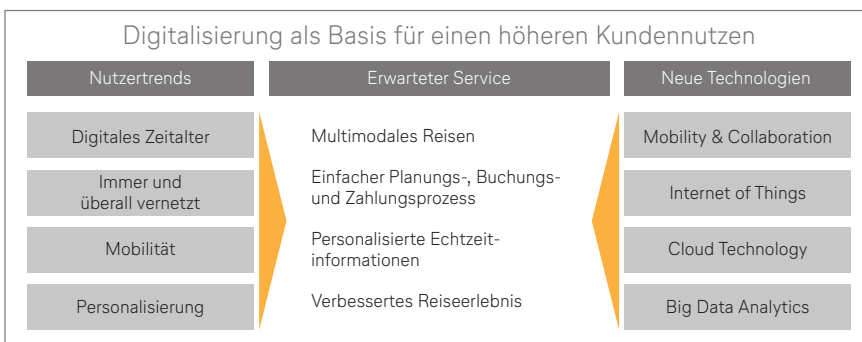 Digitalisierung als Basis für einen höheren Kundennutzen
Nutzertrends
Erwarteter Service
Neue Technologien
Digitales Zeitalter
Immer und
überall vernetzt
Mobilität
Personalisierung
Multimodales Reisen
Einfacher Planungs-, Buchungs-
und Zahlungsprozess
Personalisierte Echtzeit-
informationen
Verbessertes Reiseerlebnis
Mobility & Collaboration
Internet of Things
Cloud Technology
Big Data Analytics